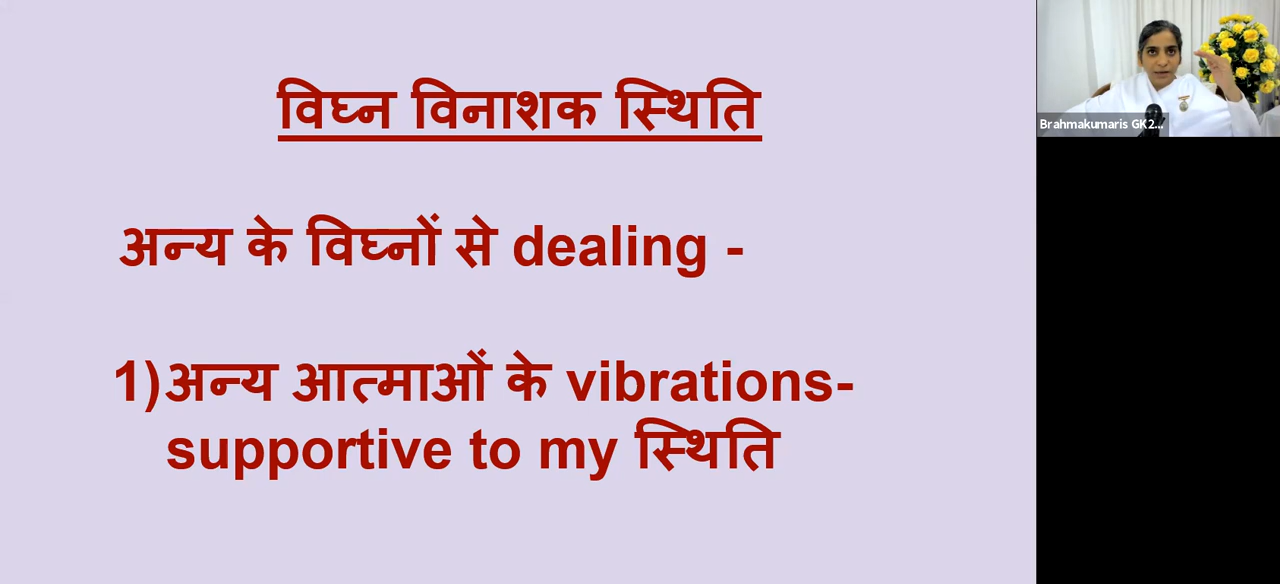 विघ्न विनाशक स्थिति
अन्य के विघ्नों से dealing -
1)अन्य आत्माओं के vibrations-
supportive to my स्थिति
Brahmakumaris GK2...